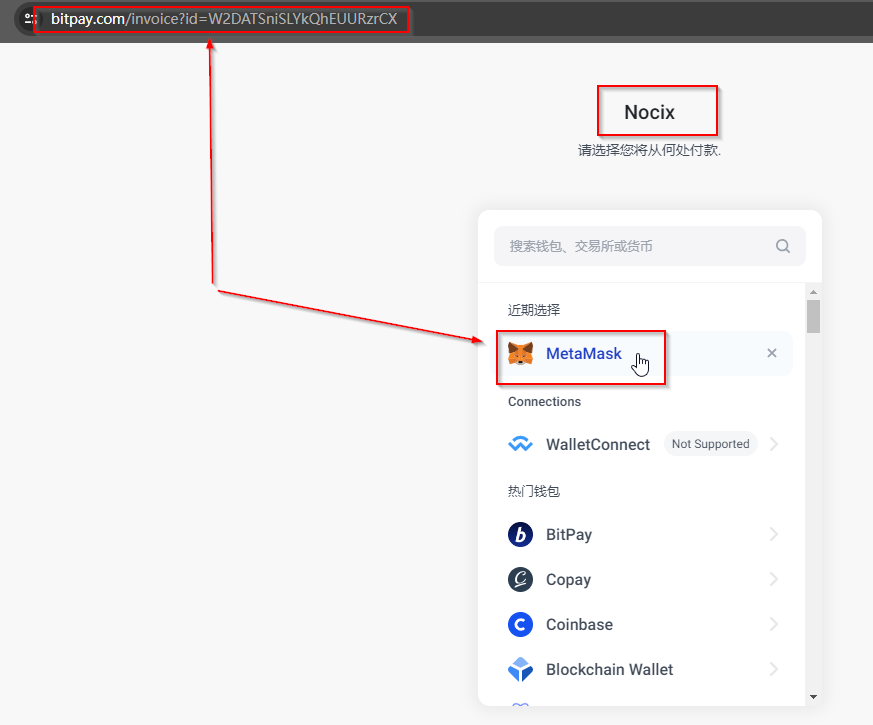 bitpay.com/invoice?id=W2DATSniSLYkQhEUURzrCX
Nocix
请选择您将从何处付款.
搜索钱包、交易所或货币
近期选择
MetaMask
Connections
WalletConnect Not Supported
热门钱包
BitPay
Copay
Coinbase
Blockchain Wallet